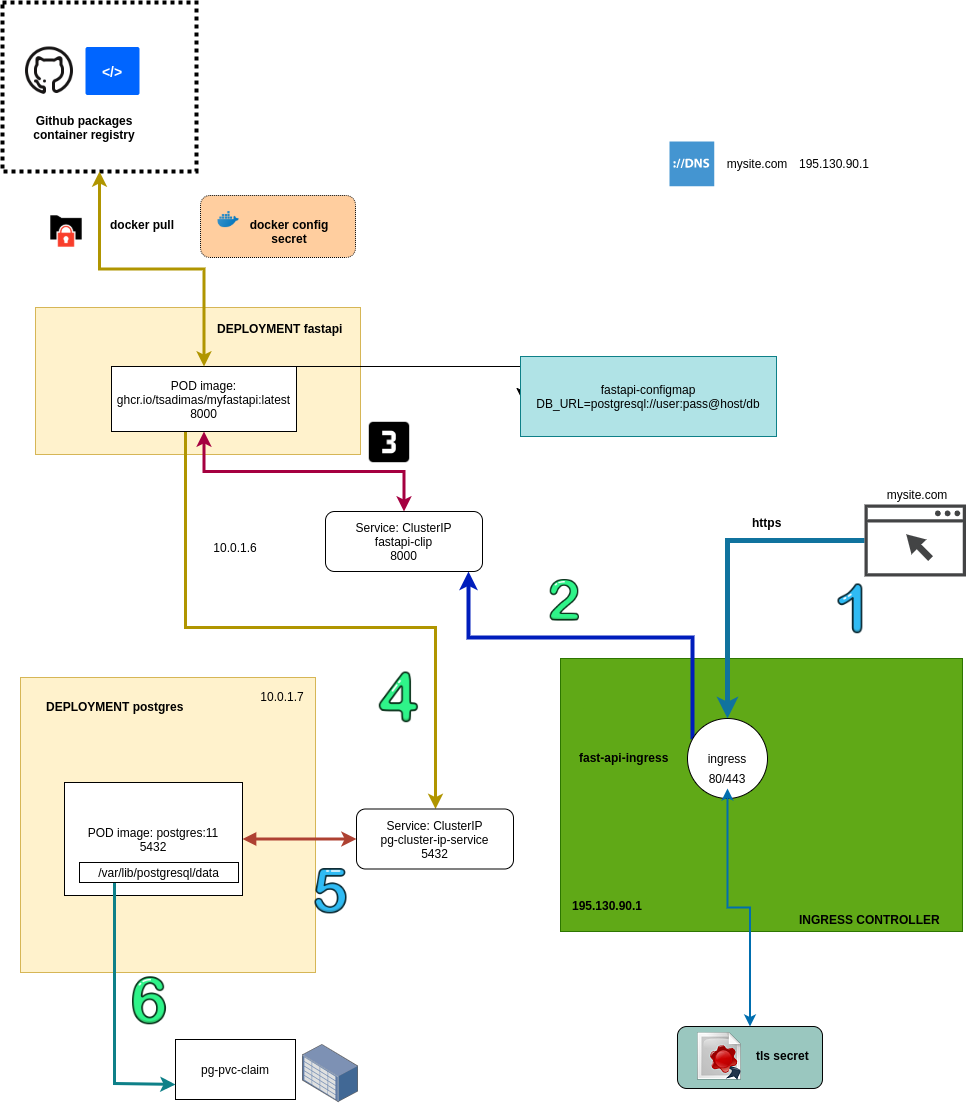 </>
Github packages
container registry
://DNS
mysite.com 195.130.90.1
docker pull
docker config
secret
DEPLOYMENT fastapi
POD image:
ghcr.io/tsadimas/myfastapi:latest
8000
fastapi-configmap
DB_URL=postgresql://user:pass@host/db
3
mysite.com
https
Service: ClusterIP
fastapi-clip
8000
10.0.1.6
2
1
4
DEPLOYMENT postgres
10.0.1.7
fast-api-ingress
ingress
80/443
POD image: postgres:11
5432
/var/lib/postgresql/data
Service: ClusterIP
pg-cluster-ip-service
5432
5
195.130.90.1
INGRESS CONTROLLER
6
pg-pvc-claim
tls secret